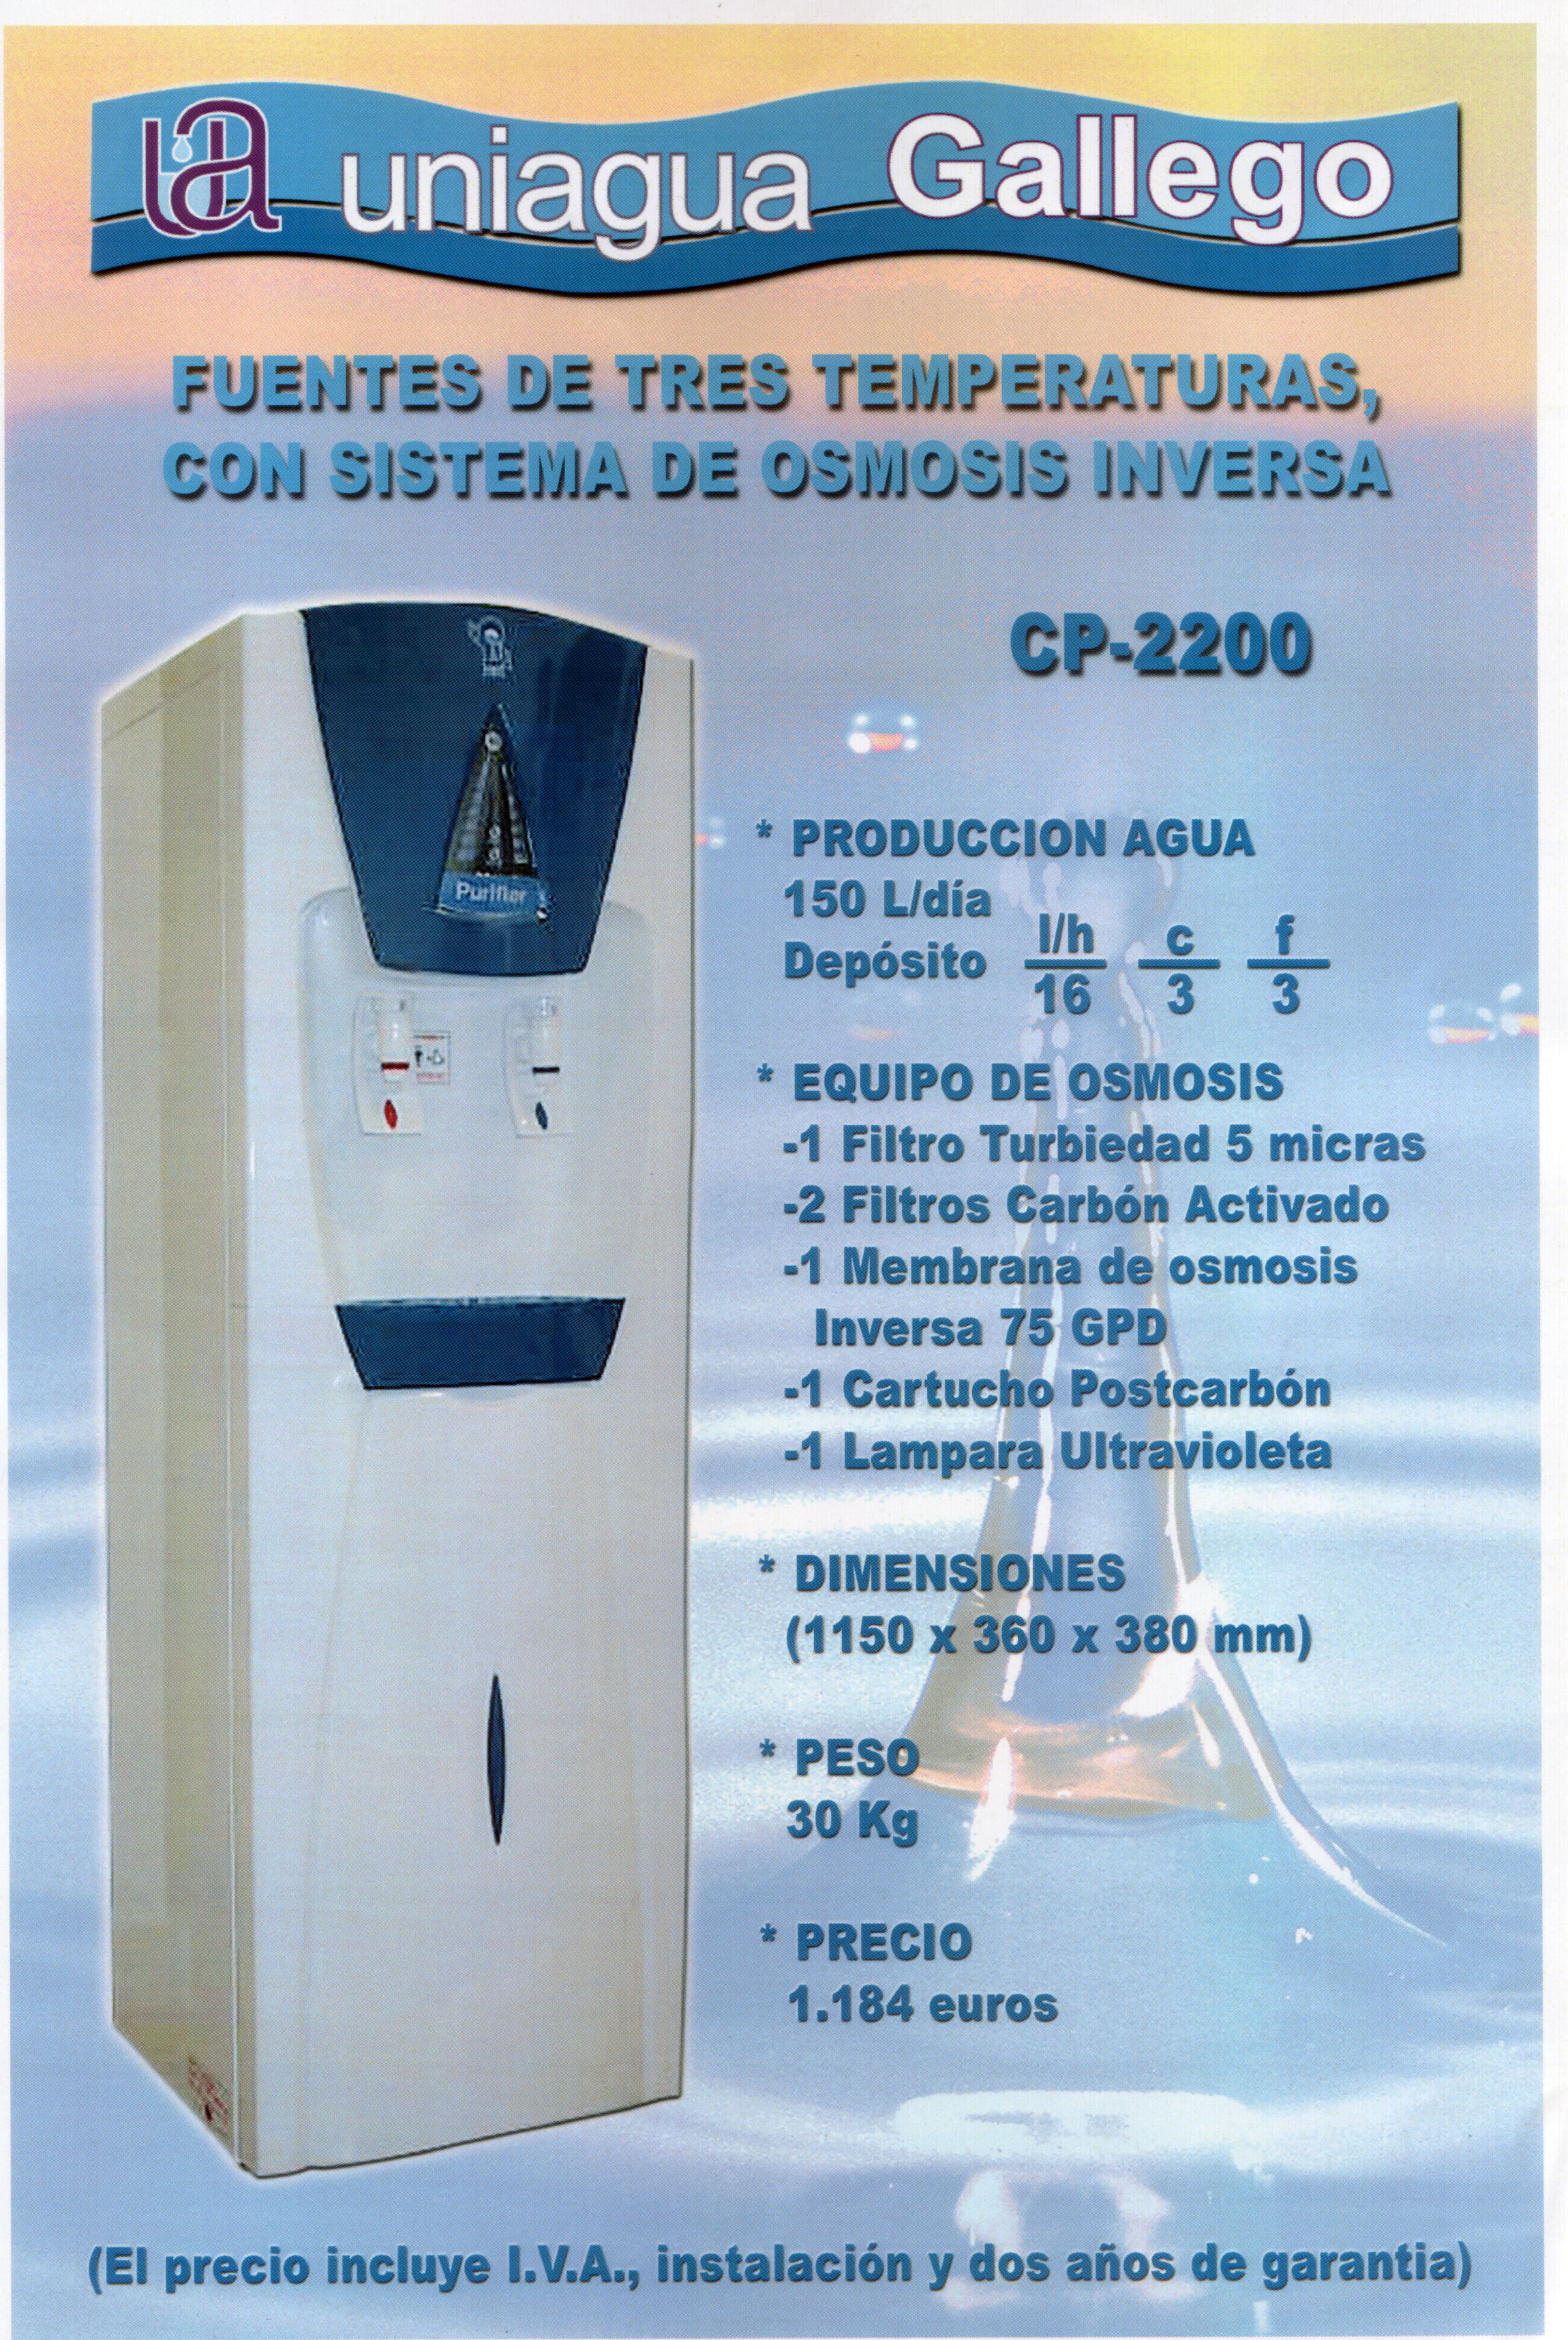 uniagua Gallego
FUENTES DE TRES TEMPERATURAS,
CON SISTEMA DE OSMOSIS INVERSA
CP-2200
Purifier
* PRODUCCION AGUA
150 L/día
Depósito l/h c f
16 3 3
* EQUIPO DE OSMOSIS
-1 Filtro Turbiedad 5 micras
-2 Filtros Carbón Activado
-1 Membrana de osmosis
Inversa 75 GPD
-1 Cartucho Postcarbón
-1 Lampara Ultravioleta
* DIMENSIONES
(1150 x 360 x 380 mm)
* PESO
30 Kg
* PRECIO
1.184 euros
(El precio incluye I.V.A., instalación y dos años de garantia)